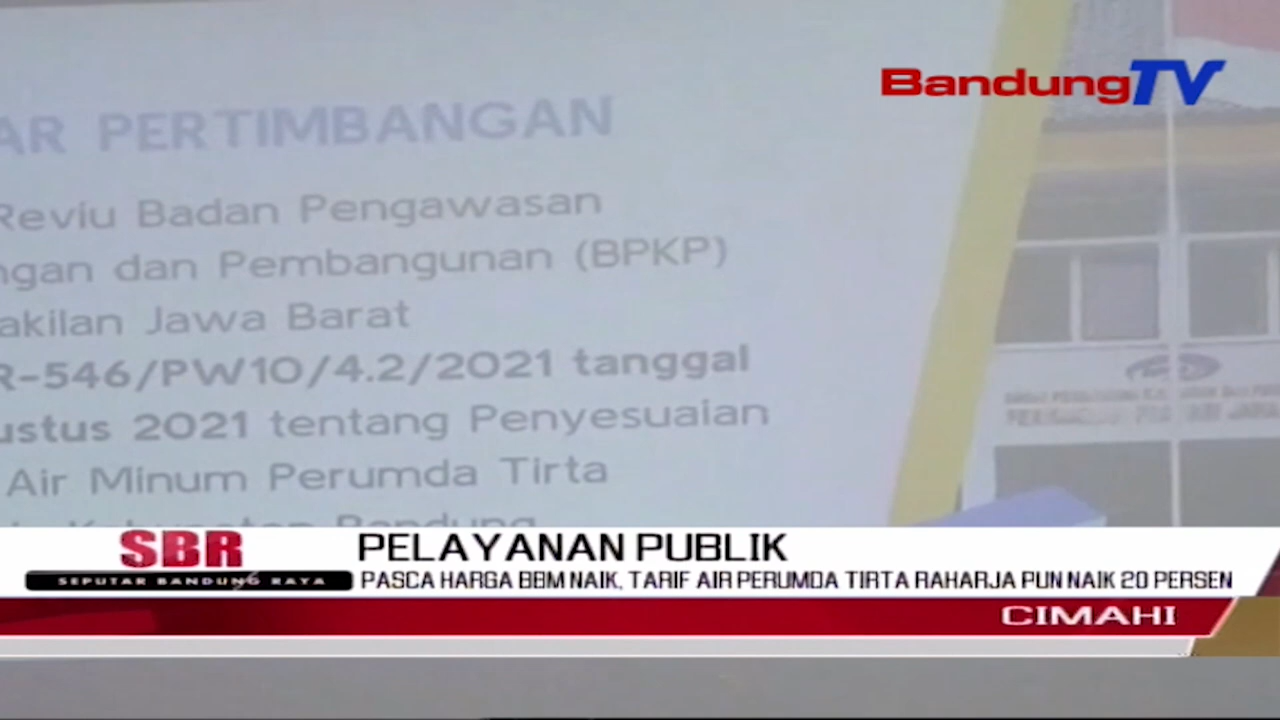 BandungTV
AR PERTIMBANGAN
Reviu Badan Pengawasan
ngan dan Pembangunan (BPKP)
akilan Jawa Barat
R-546/PW10/4.2/2021 tanggal
ustus 2021 tentang Penyesuaian
Air Minum Perumda Tirta
Kabupaten Bandung
SBR
SEPUTAR BANDUNG RAYA
PELAYANAN PUBLIK
PASCA HARGA BBM NAIK, TARIF AIR PERUMDA TIRTA RAHARJA PUN NAIK 20 PERSEN
CIMAHI